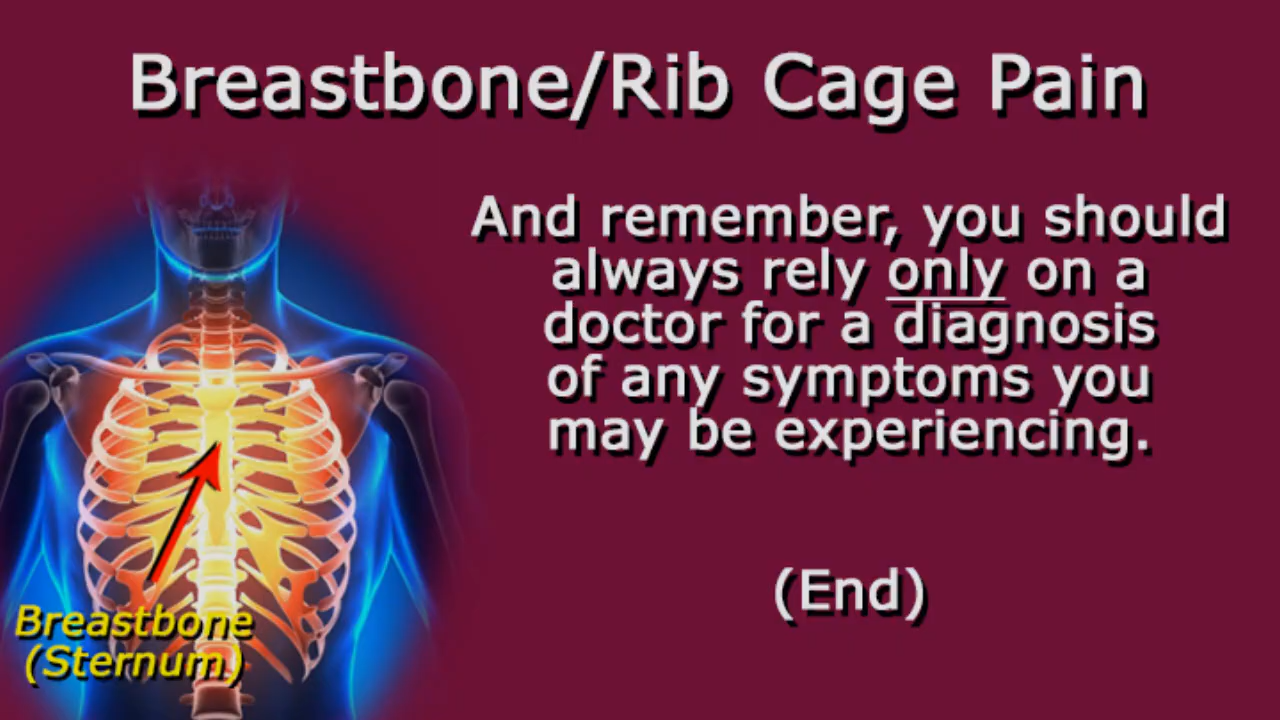 Breastbone/Rib Cage Pain
And remember, you should
always rely only on a
doctor for a diagnosis
of any symptoms you
may be experiencing.
(End)
Breastbone
(Sternum)